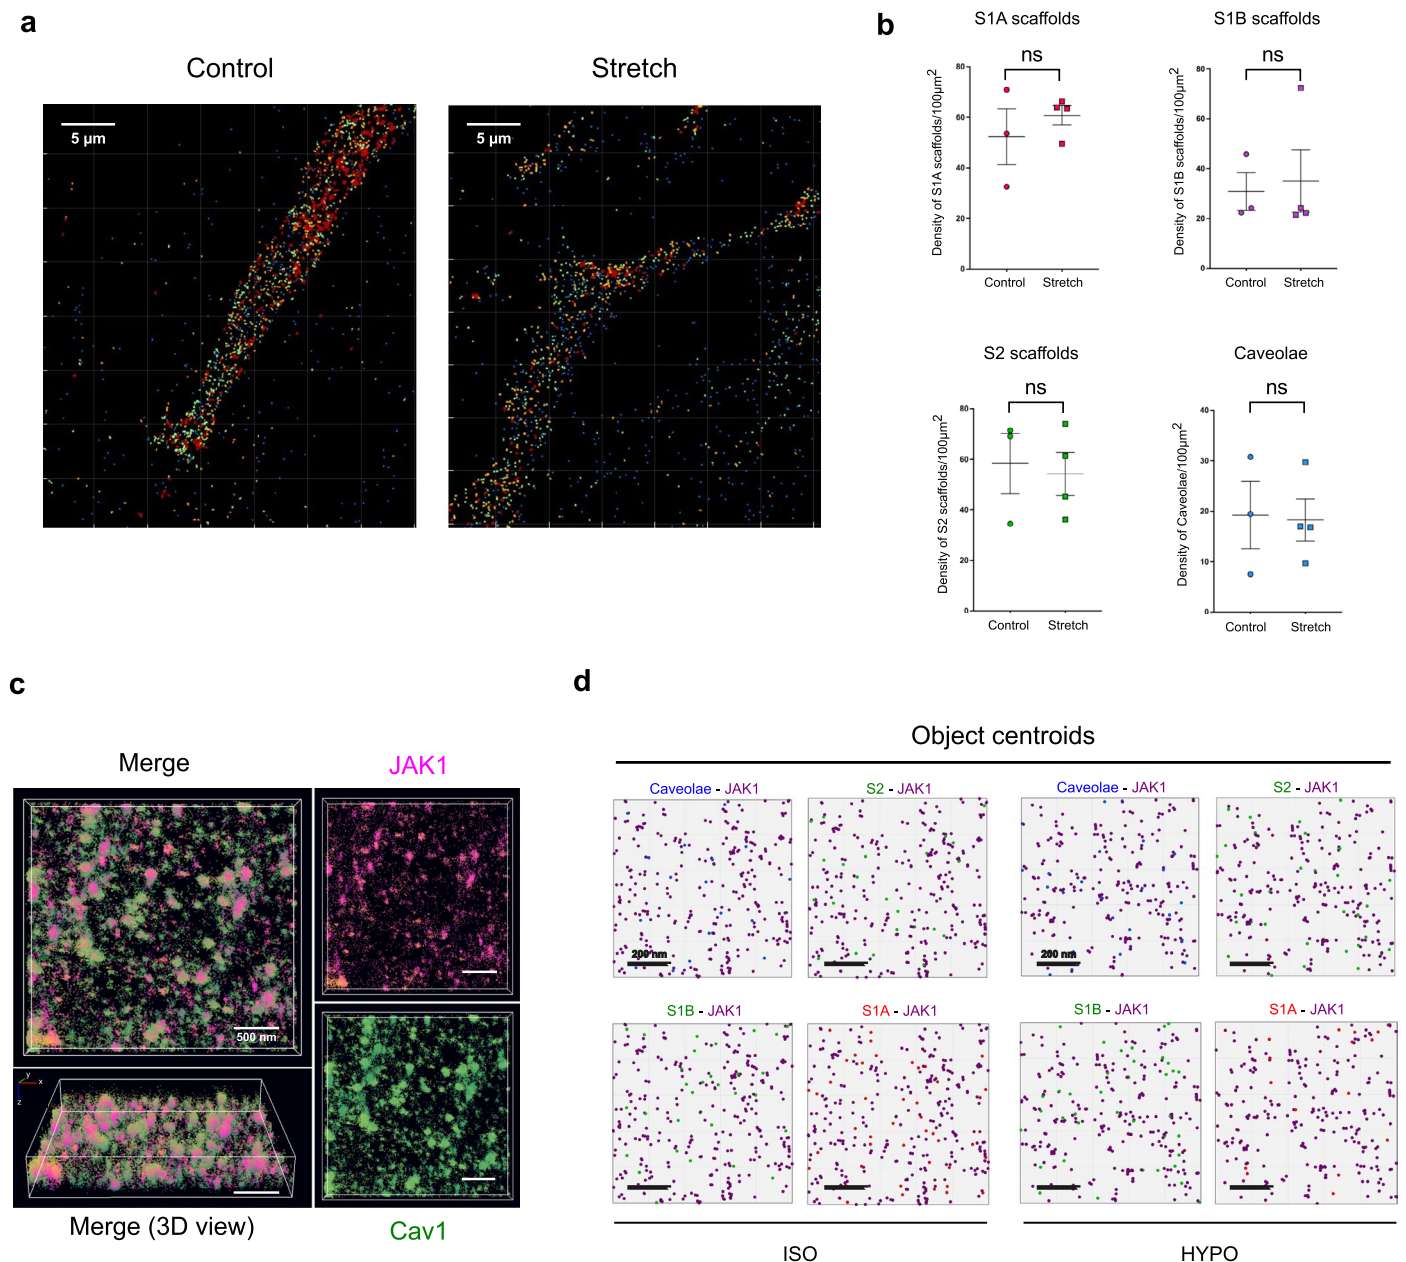 a
Control
Stretch
5 µm
5 µm
b
S1A scaffolds
ns
Density of S1A scaffolds/100µm2
80
60
40
20
0
Control
Stretch
S1B scaffolds
ns
Density of S1B scaffolds/100µm2
80
60
40
20
0
Control
Stretch
S2 scaffolds
ns
Density of S2 scaffolds/100µm2
80
60
40
20
0
Control
Stretch
Caveolae
ns
Density of Caveolae/100µm2
40
30
20
10
0
Control
Stretch
c
Merge
JAK1
500 nm
y
x
z
Merge (3D view)
Cav1
d
Object centroids
Caveolae - JAK1
S2 - JAK1
Caveolae - JAK1
S2 - JAK1
200 nm
200 nm
S1B - JAK1
S1A - JAK1
S1B - JAK1
S1A - JAK1
ISO
HYPO